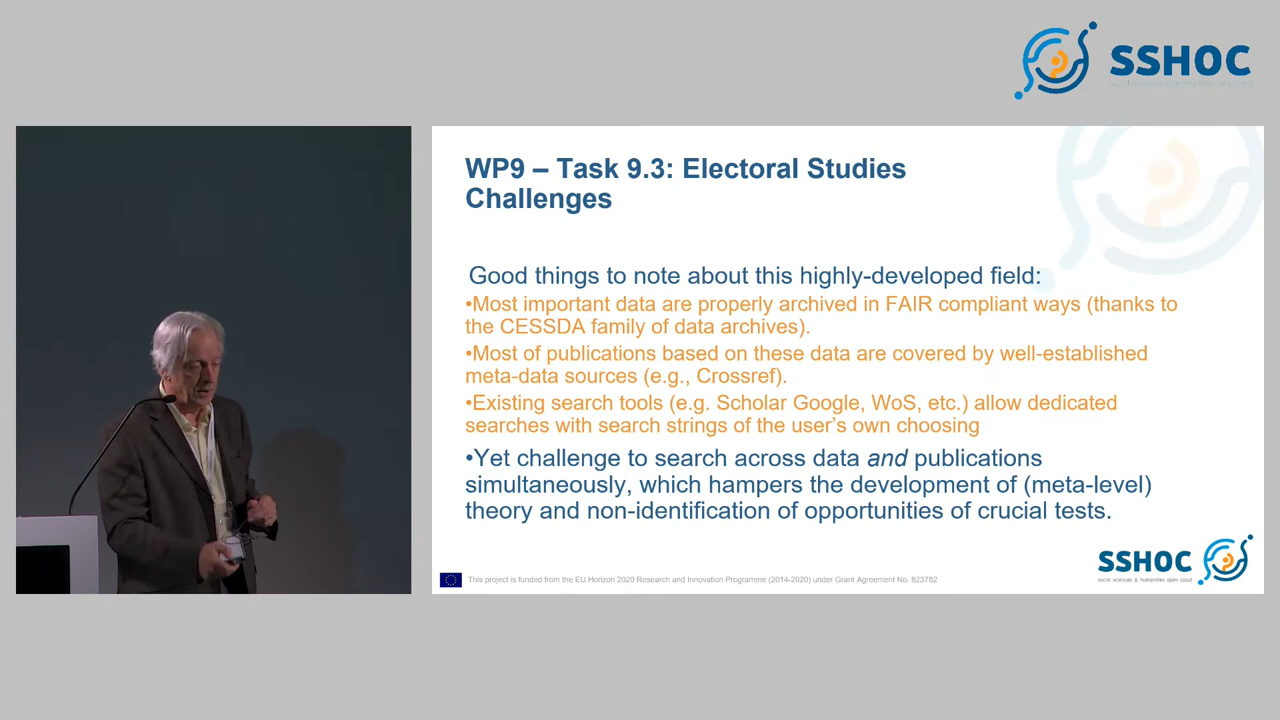 SSHOC
WP9 – Task 9.3: Electoral Studies
Challenges
Good things to note about this highly-developed field:
•Most important data are properly archived in FAIR compliant ways (thanks to
the CESSDA family of data archives).
•Most of publications based on these data are covered by well-established
meta-data sources (e.g., Crossref).
•Existing search tools (e.g. Scholar Google, WoS, etc.) allow dedicated
searches with search strings of the user's own choosing
•Yet challenge to search across data and publications
simultaneously, which hampers the development of (meta-level)
theory and non-identification of opportunities of crucial tests.
SSHOC
social sciences & humanities open cloud
This project is funded from the EU Horizon 2020 Research and Innovation Programme (2014-2020) under Grant Agreement No. 823782